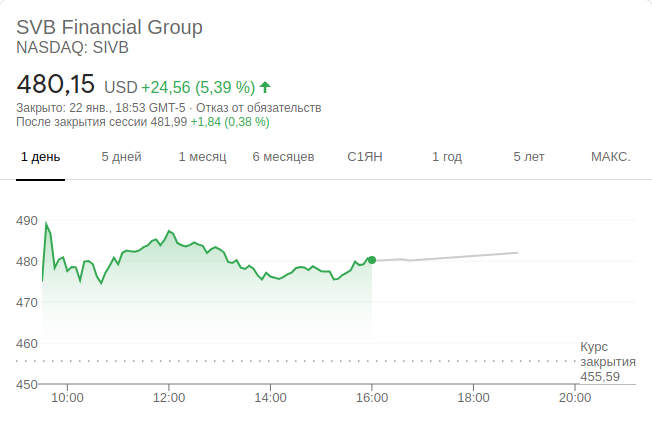 SVB Financial Group
NASDAQ: SIVB
480,15 USD +24,56 (5,39 %)
Закрыто: 22 янв., 18:53 GMT-5 · Отказ от обязательств
После закрытия сессии 481,99 +1,84 (0,38 %)
1 день 5 дней 1 месяц 6 месяцев С1ЯН 1 год 5 лет МАКС.
490
480
470
460
Курс
закрытия
455,59
450
10:00 12:00 14:00 16:00 18:00 20:00